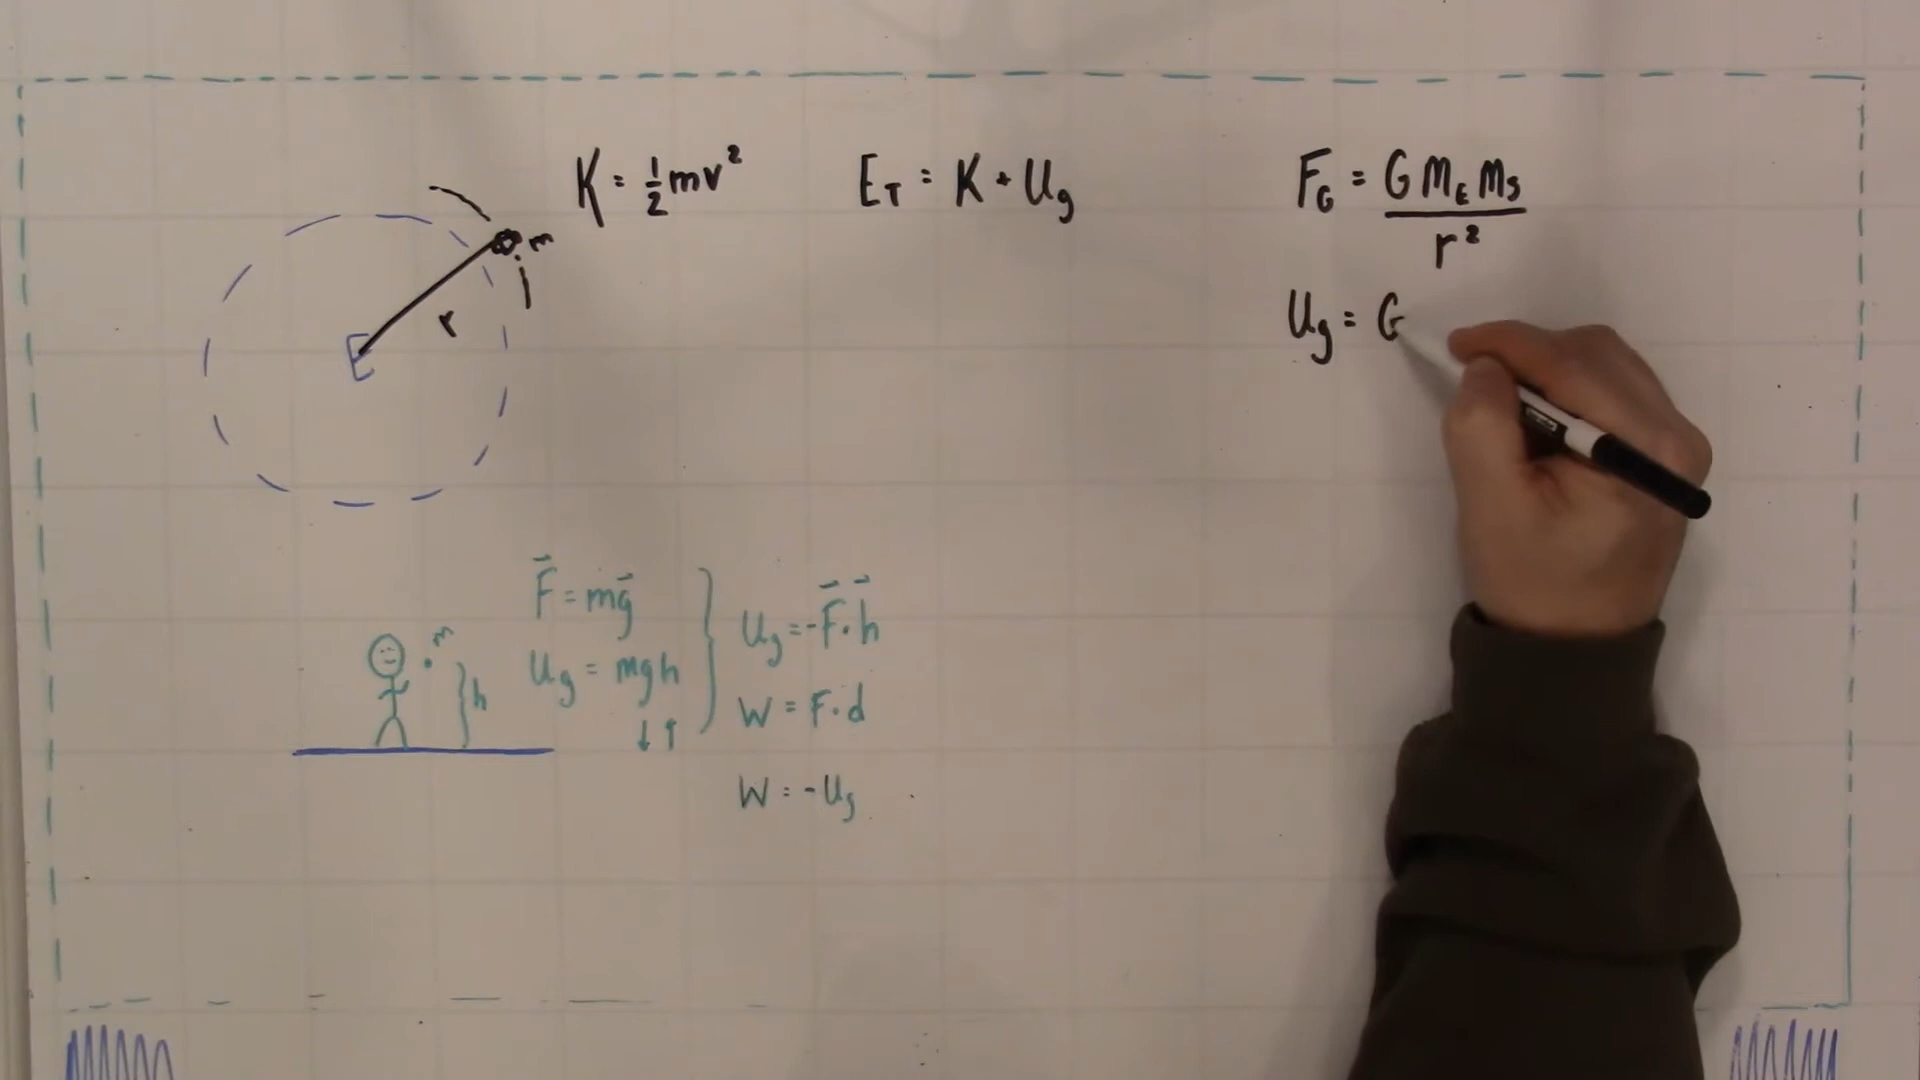 K = ½mv²
E_T = K + U_g
F_G = G m_E m_S / r²
U_g = G
m
r
E
F⃗ = mg⃗
U_g = mgh
↓↑
U_g = -F⃗·h⃗
W = F·d
W = -U_g
m
h